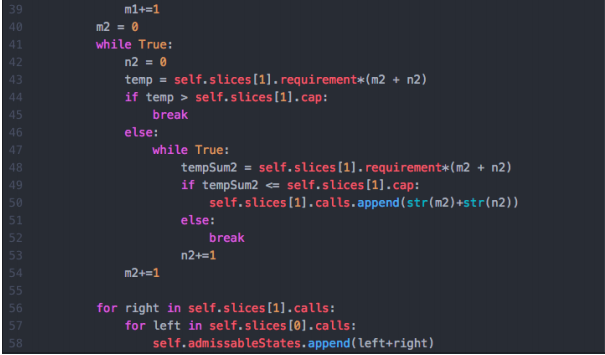 39 m1+=1
40 m2 = 0
41 while True:
42 n2 = 0
43 temp = self.slices[1].requirement*(m2 + n2)
44 if temp > self.slices[1].cap:
45 break
46 else:
47 while True:
48 tempSum2 = self.slices[1].requirement*(m2 + n2)
49 if tempSum2 <= self.slices[1].cap:
50 self.slices[1].calls.append(str(m2)+str(n2))
51 else:
52 break
53 n2+=1
54 m2+=1
55
56 for right in self.slices[1].calls:
57 for left in self.slices[0].calls:
58 self.admissableStates.append(left+right)